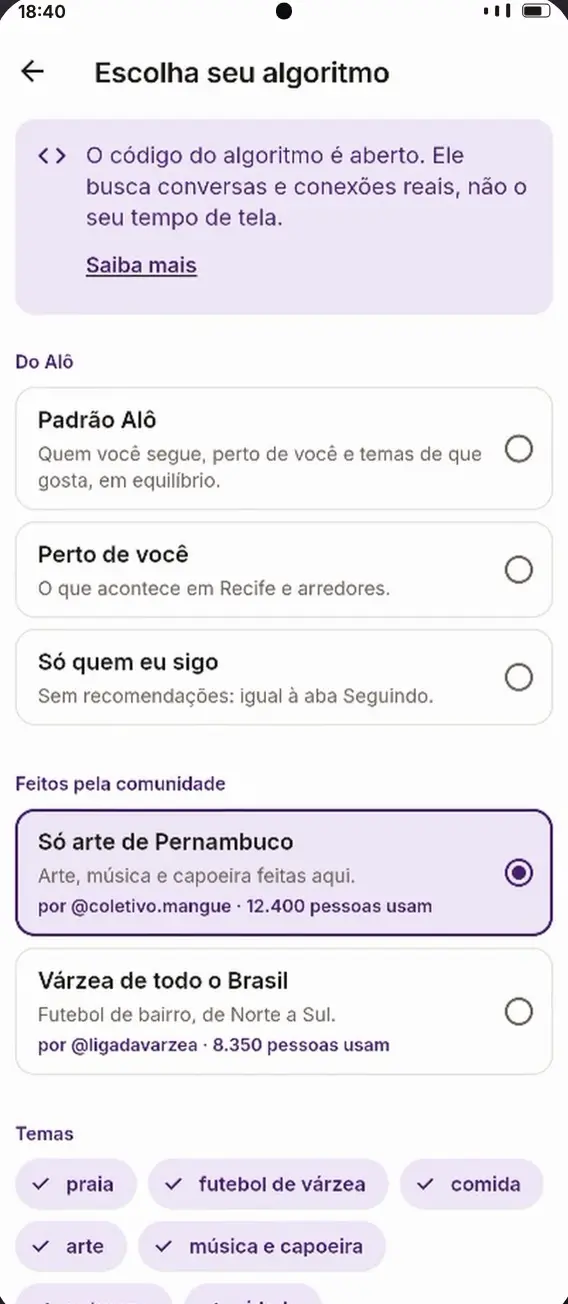 18:40
Escolha seu algoritmo
O código do algoritmo é aberto. Ele
busca conversas e conexões reais, não o
seu tempo de tela.
Saiba mais
Do Alô
Padrão Alô
Quem você segue, perto de você e temas de que
gosta, em equilíbrio.
Perto de você
O que acontece em Recife e arredores.
Só quem eu sigo
Sem recomendações: igual à aba Seguindo.
Feitos pela comunidade
Só arte de Pernambuco
Arte, música e capoeira feitas aqui.
por @coletivo.mangue · 12.400 pessoas usam
Várzea de todo o Brasil
Futebol de bairro, de Norte a Sul.
por @ligadavarzea · 8.350 pessoas usam
Temas
praia
futebol de várzea
comida
arte
música e capoeira